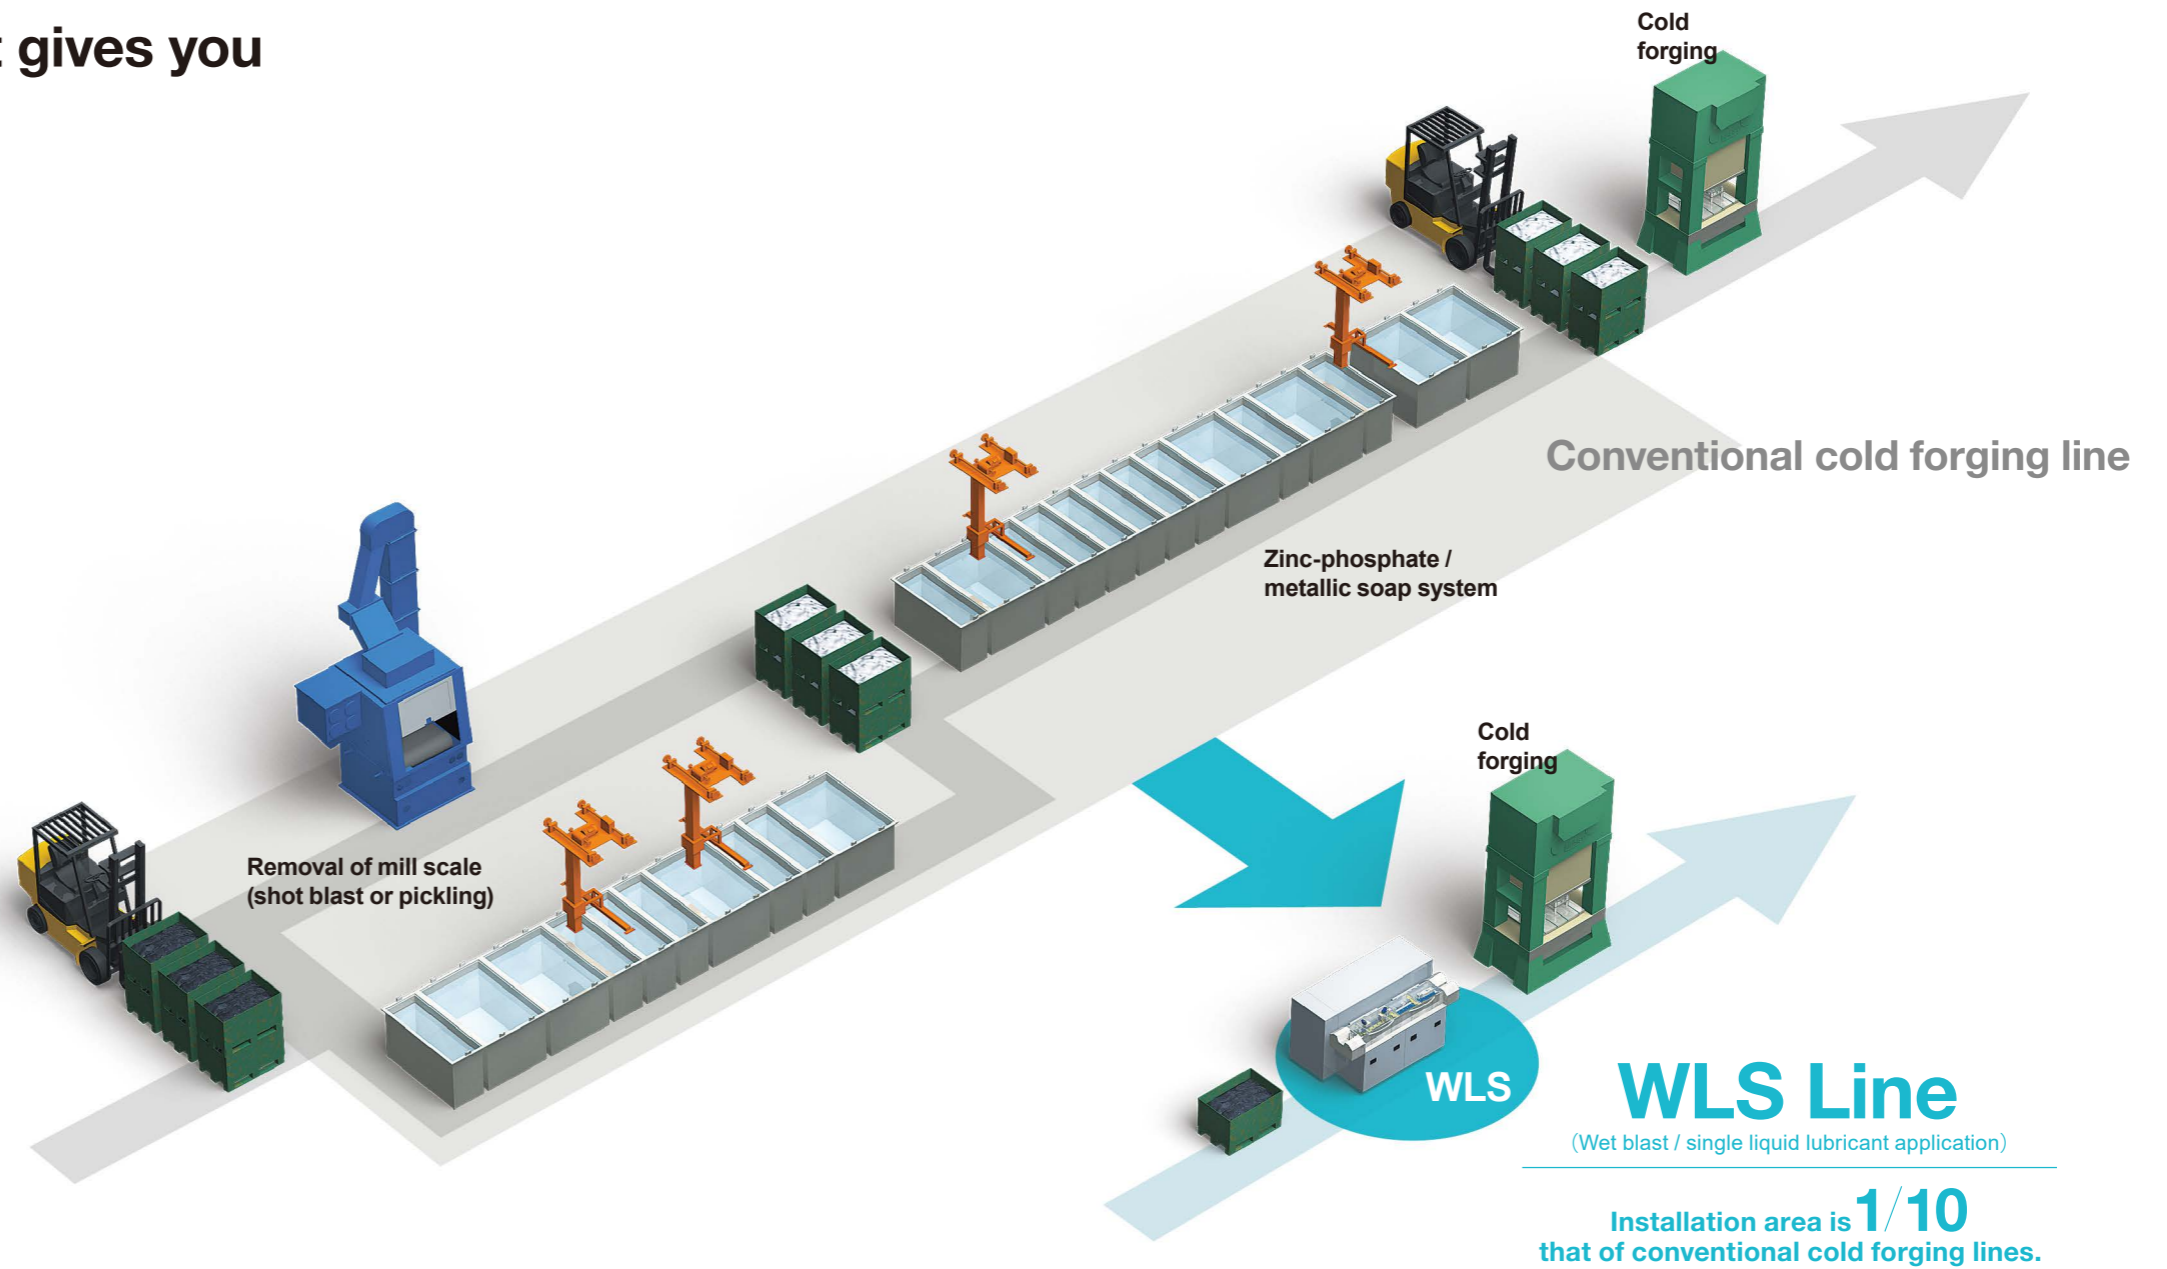 gives you
Cold
forging
Conventional cold forging line
Zinc-phosphate /
metallic soap system
Removal of mill scale
(shot blast or pickling)
Cold
forging
WLS
WLS Line
(Wet blast / single liquid lubricant application)
Installation area is 1/10
that of conventional cold forging lines.